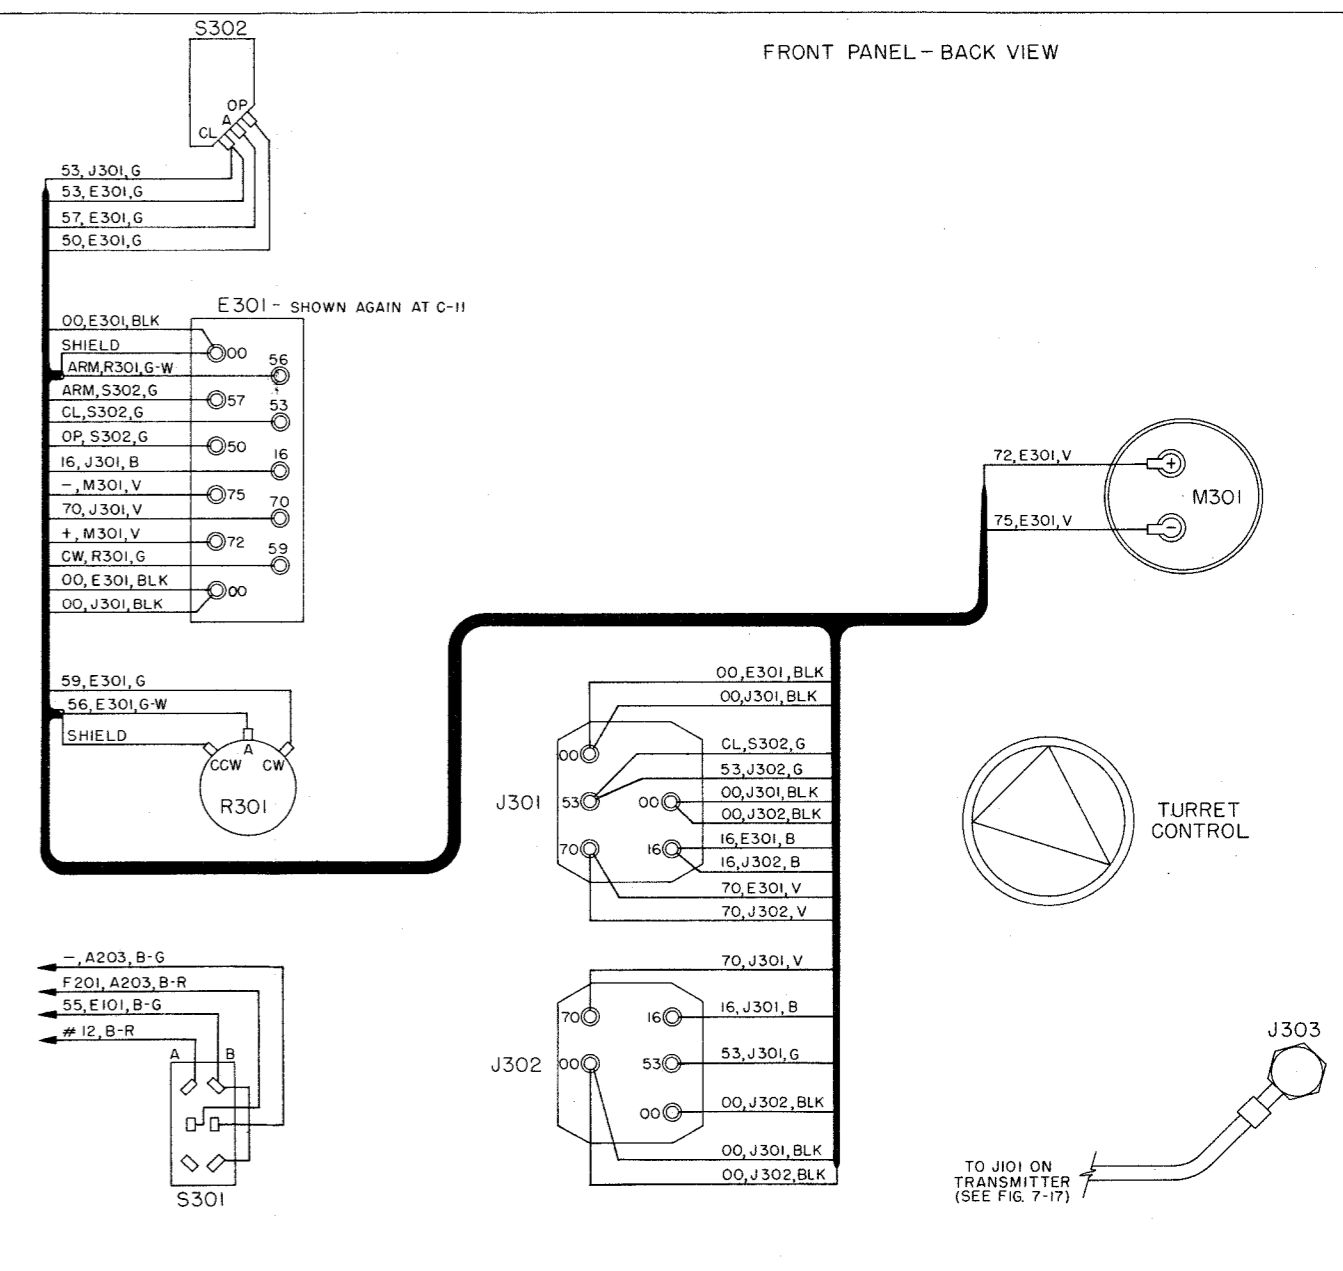 S302
FRONT PANEL - BACK VIEW
OP
A
CL
53, J301, G
53, E301, G
57, E301, G
50, E301, G
E301 - SHOWN AGAIN AT C-11
00, E301, BLK
SHIELD
ARM, R301, G-W
ARM, S302, G
CL, S302, G
OP, S302, G
16, J301, B
-, M301, V
70, J301, V
+, M301, V
CW, R301, G
00, E301, BLK
00, J301, BLK
00
56
57
53
50
16
75
70
72
59
00
72, E301, V
75, E301, V
+
-
M301
59, E301, G
56, E301, G-W
SHIELD
A
CCW CW
R301
00, E301, BLK
00, J301, BLK
CL, S302, G
53, J302, G
00, J301, BLK
00, J302, BLK
16, E301, B
16, J302, B
70, E301, V
70, J302, V
J301
00
53 00
70 16
TURRET
CONTROL
-, A203, B-G
F201, A203, B-R
55, E101, B-G
# 12, B-R
A B
S301
70, J301, V
16, J301, B
53, J301, G
00, J302, BLK
00, J301, BLK
00, J302, BLK
J302
70 16
00 53
00
J303
TO J101 ON
TRANSMITTER
(SEE FIG. 7-17)